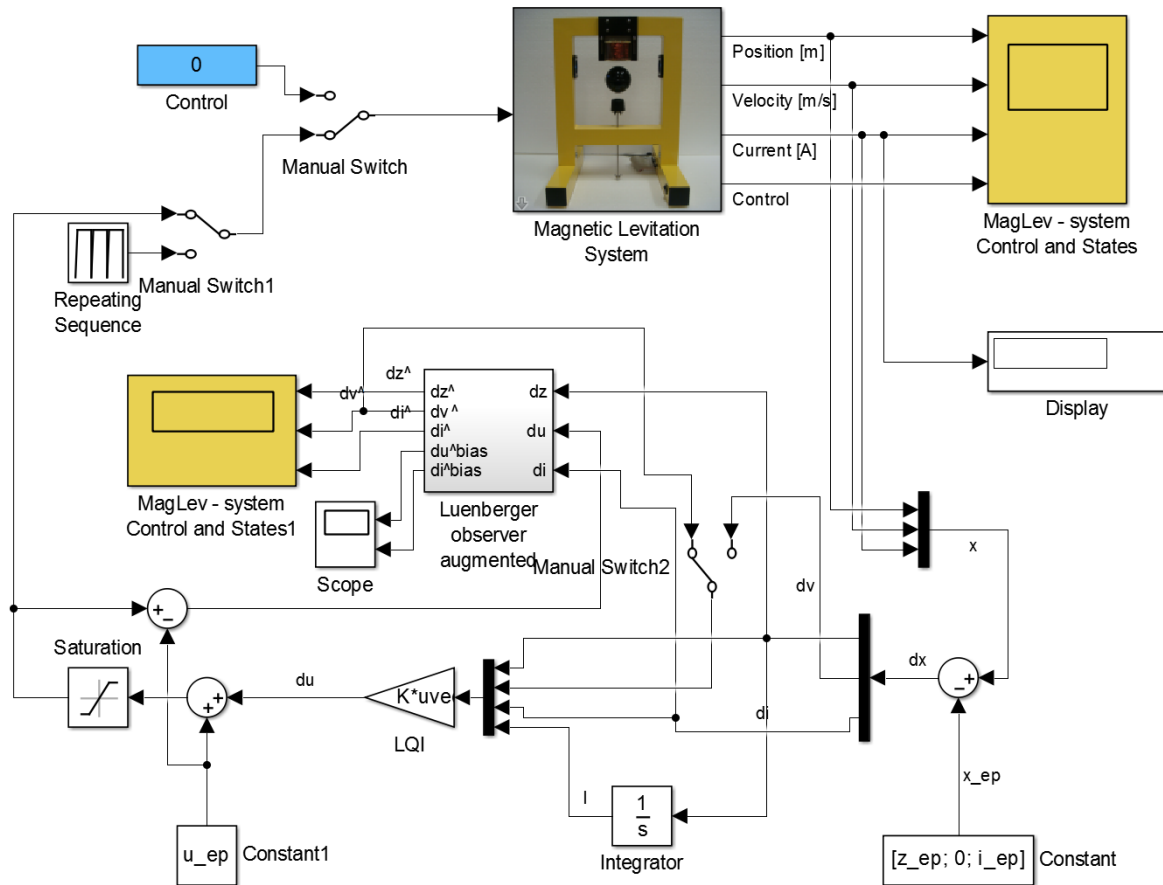 0
Control
Manual Switch
Position [m]
Velocity [m/s]
Current [A]
Control
Magnetic Levitation
System
MagLev - system
Control and States
Manual Switch1
Repeating
Sequence
Display
dz^
dv^
di^
dz^
dv ^
di^
du^bias
di^bias
dz
du
di
MagLev - system
Control and States1
Luenberger
observer
augmented
Scope
Manual Switch2
x
dv
Saturation
+
-
dx
-
+
+
+
du
K*uve
LQI
di
I
1
s
Integrator
x_ep
u_ep
Constant1
[z_ep; 0; i_ep]
Constant